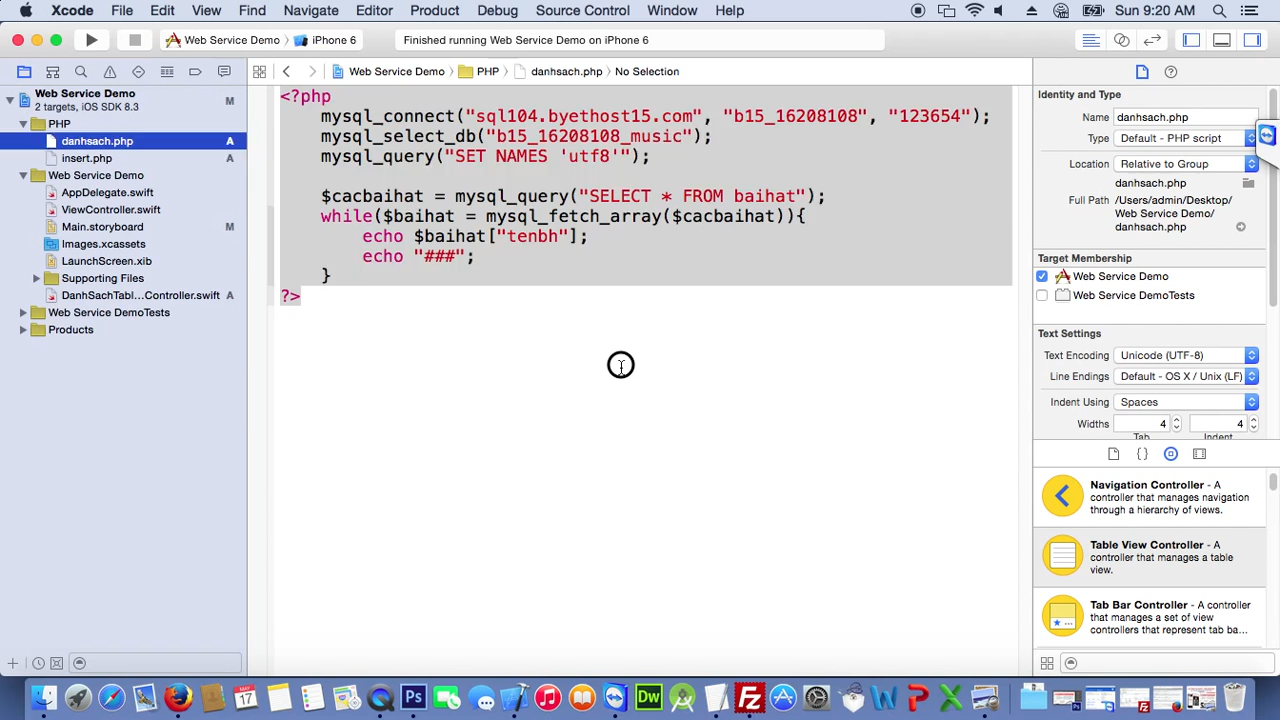 Xcode File Edit View Find Navigate Editor Product Debug Source Control Window Help Sun 9:20 AM
Web Service Demo iPhone 6 Finished running Web Service Demo on iPhone 6
Web Service Demo
2 targets, iOS SDK 8.3
M
PHP
danhsach.php A
insert.php A
Web Service Demo
AppDelegate.swift
ViewController.swift
Main.storyboard M
Images.xcassets
LaunchScreen.xib
Supporting Files
DanhSachTabl...Controller.swift A
Web Service DemoTests
Products
Web Service Demo PHP danhsach.php No Selection
<?php
mysql_connect("sql104.byethost15.com", "b15_16208108", "123654");
mysql_select_db("b15_16208108_music");
mysql_query("SET NAMES 'utf8'");
$cacbaihat = mysql_query("SELECT * FROM baihat");
while($baihat = mysql_fetch_array($cacbaihat)){
echo $baihat["tenbh"];
echo "###";
}
?>
Identity and Type
Name danhsach.php
Type Default - PHP script
Location Relative to Group
danhsach.php
Full Path /Users/admin/Desktop/
Web Service Demo/
danhsach.php
Target Membership
Web Service Demo
Web Service DemoTests
Text Settings
Text Encoding Unicode (UTF-8)
Line Endings Default - OS X / Unix (LF)
Indent Using Spaces
Widths 4 4
Tab Indent
Navigation Controller - A
controller that manages navigation
through a hierarchy of views.
Table View Controller - A
controller that manages a table
view.
Tab Bar Controller - A controller
that manages a set of view
controllers that represent tab ba...
17
Ps
Dw
Fz